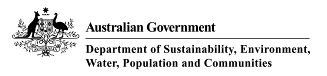 Australian Government
Department of Sustainability, Environment,
Water, Population and Communities